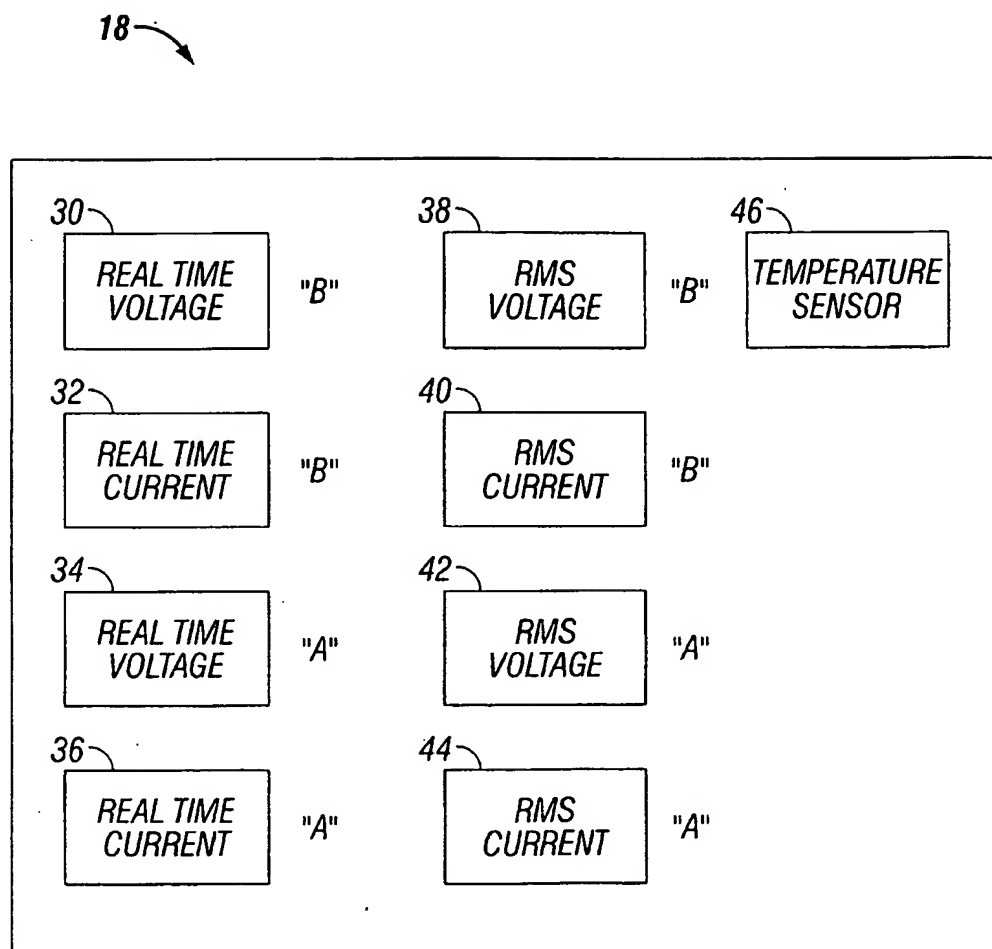 18
30
REAL TIME
VOLTAGE
"B"
38
RMS
VOLTAGE
"B"
46
TEMPERATURE
SENSOR
32
REAL TIME
CURRENT
"B"
40
RMS
CURRENT
"B"
34
REAL TIME
VOLTAGE
"A"
42
RMS
VOLTAGE
"A"
36
REAL TIME
CURRENT
"A"
44
RMS
CURRENT
"A"